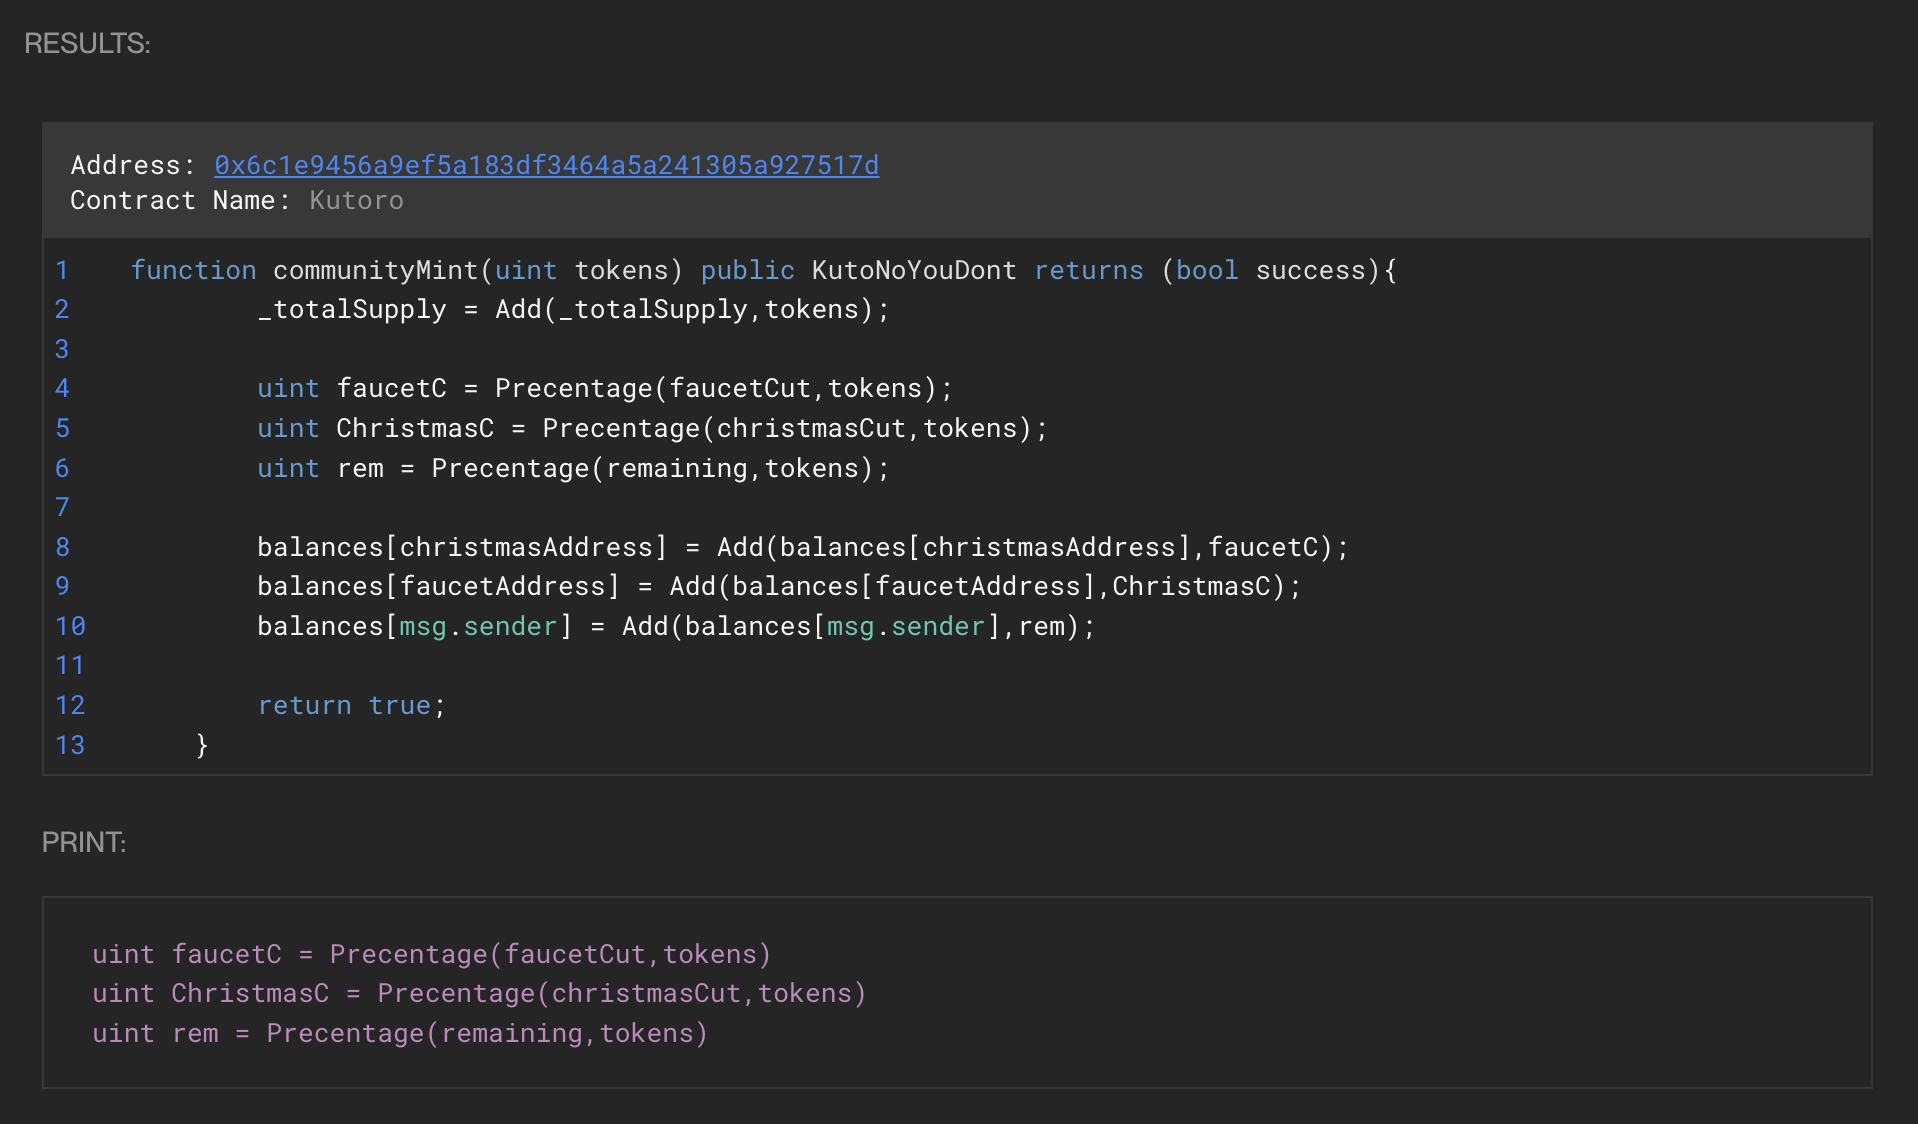 RESULTS:
Address: 0x6c1e9456a9ef5a183df3464a5a241305a927517d
Contract Name: Kutoro
1 function communityMint(uint tokens) public KutoNoYouDont returns (bool success){
2 _totalSupply = Add(_totalSupply,tokens);
3
4 uint faucetC = Precentage(faucetCut,tokens);
5 uint ChristmasC = Precentage(christmasCut,tokens);
6 uint rem = Precentage(remaining,tokens);
7
8 balances[christmasAddress] = Add(balances[christmasAddress],faucetC);
9 balances[faucetAddress] = Add(balances[faucetAddress],ChristmasC);
10 balances[msg.sender] = Add(balances[msg.sender],rem);
11
12 return true;
13 }
PRINT:
uint faucetC = Precentage(faucetCut,tokens)
uint ChristmasC = Precentage(christmasCut,tokens)
uint rem = Precentage(remaining,tokens)